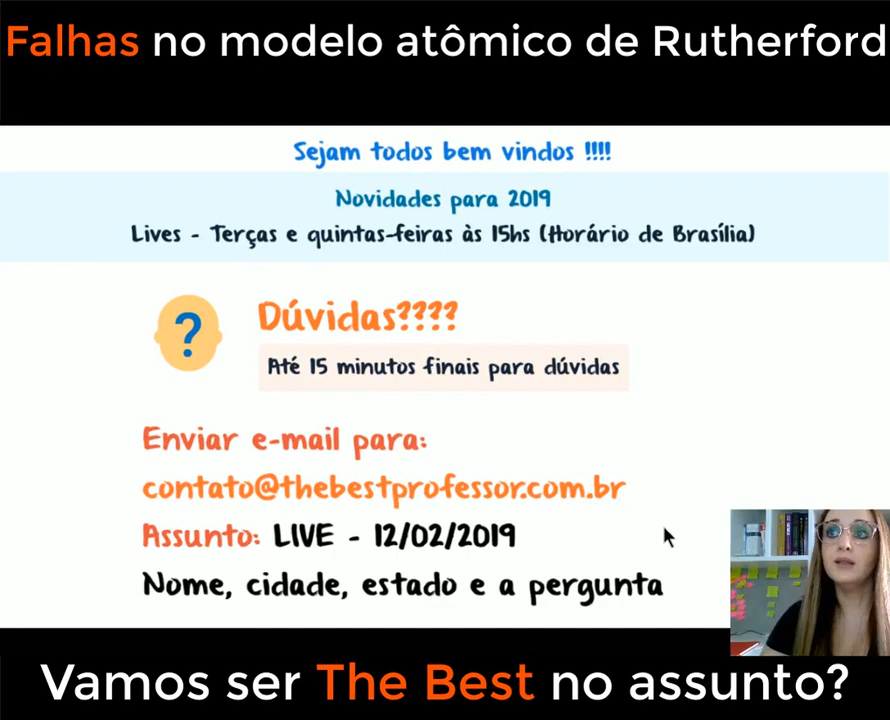 Falhas no modelo atômico de Rutherford
Sejam todos bem vindos !!!!
Novidades para 2019
Lives - Terças e quintas-feiras às 15hs (Horário de Brasília)
?
Dúvidas????
Até 15 minutos finais para dúvidas
Enviar e-mail para:
contato@thebestprofessor.com.br
Assunto: LIVE - 12/02/2019
Nome, cidade, estado e a pergunta
Vamos ser The Best no assunto?